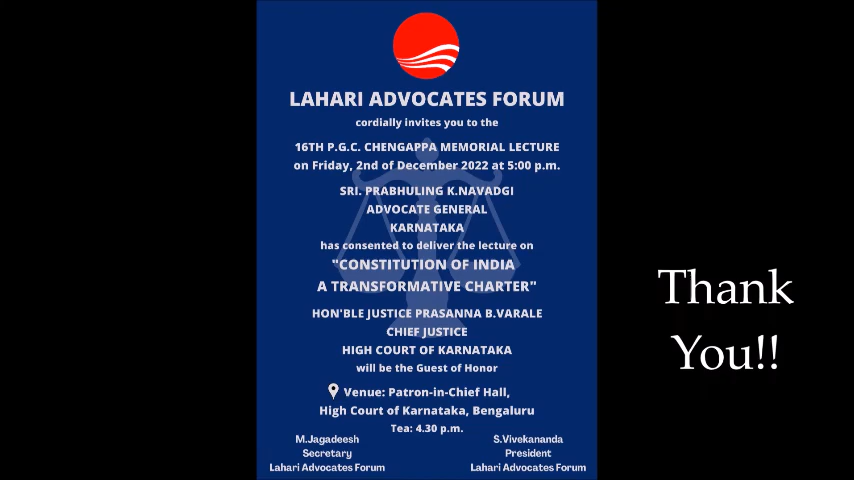 LAHARI ADVOCATES FORUM
cordially invites you to the
16TH P.G.C. CHENGAPPA MEMORIAL LECTURE
on Friday, 2nd of December 2022 at 5:00 p.m.
SRI. PRABHULING K.NAVADGI
ADVOCATE GENERAL
KARNATAKA
has consented to deliver the lecture on
"CONSTITUTION OF INDIA
A TRANSFORMATIVE CHARTER"
HON'BLE JUSTICE PRASANNA B.VARALE
CHIEF JUSTICE
HIGH COURT OF KARNATAKA
will be the Guest of Honor
Venue: Patron-in-Chief Hall,
High Court of Karnataka, Bengaluru
Tea: 4.30 p.m.
M.Jagadeesh
Secretary
Lahari Advocates Forum
S.Vivekananda
President
Lahari Advocates Forum
Thank
You!!